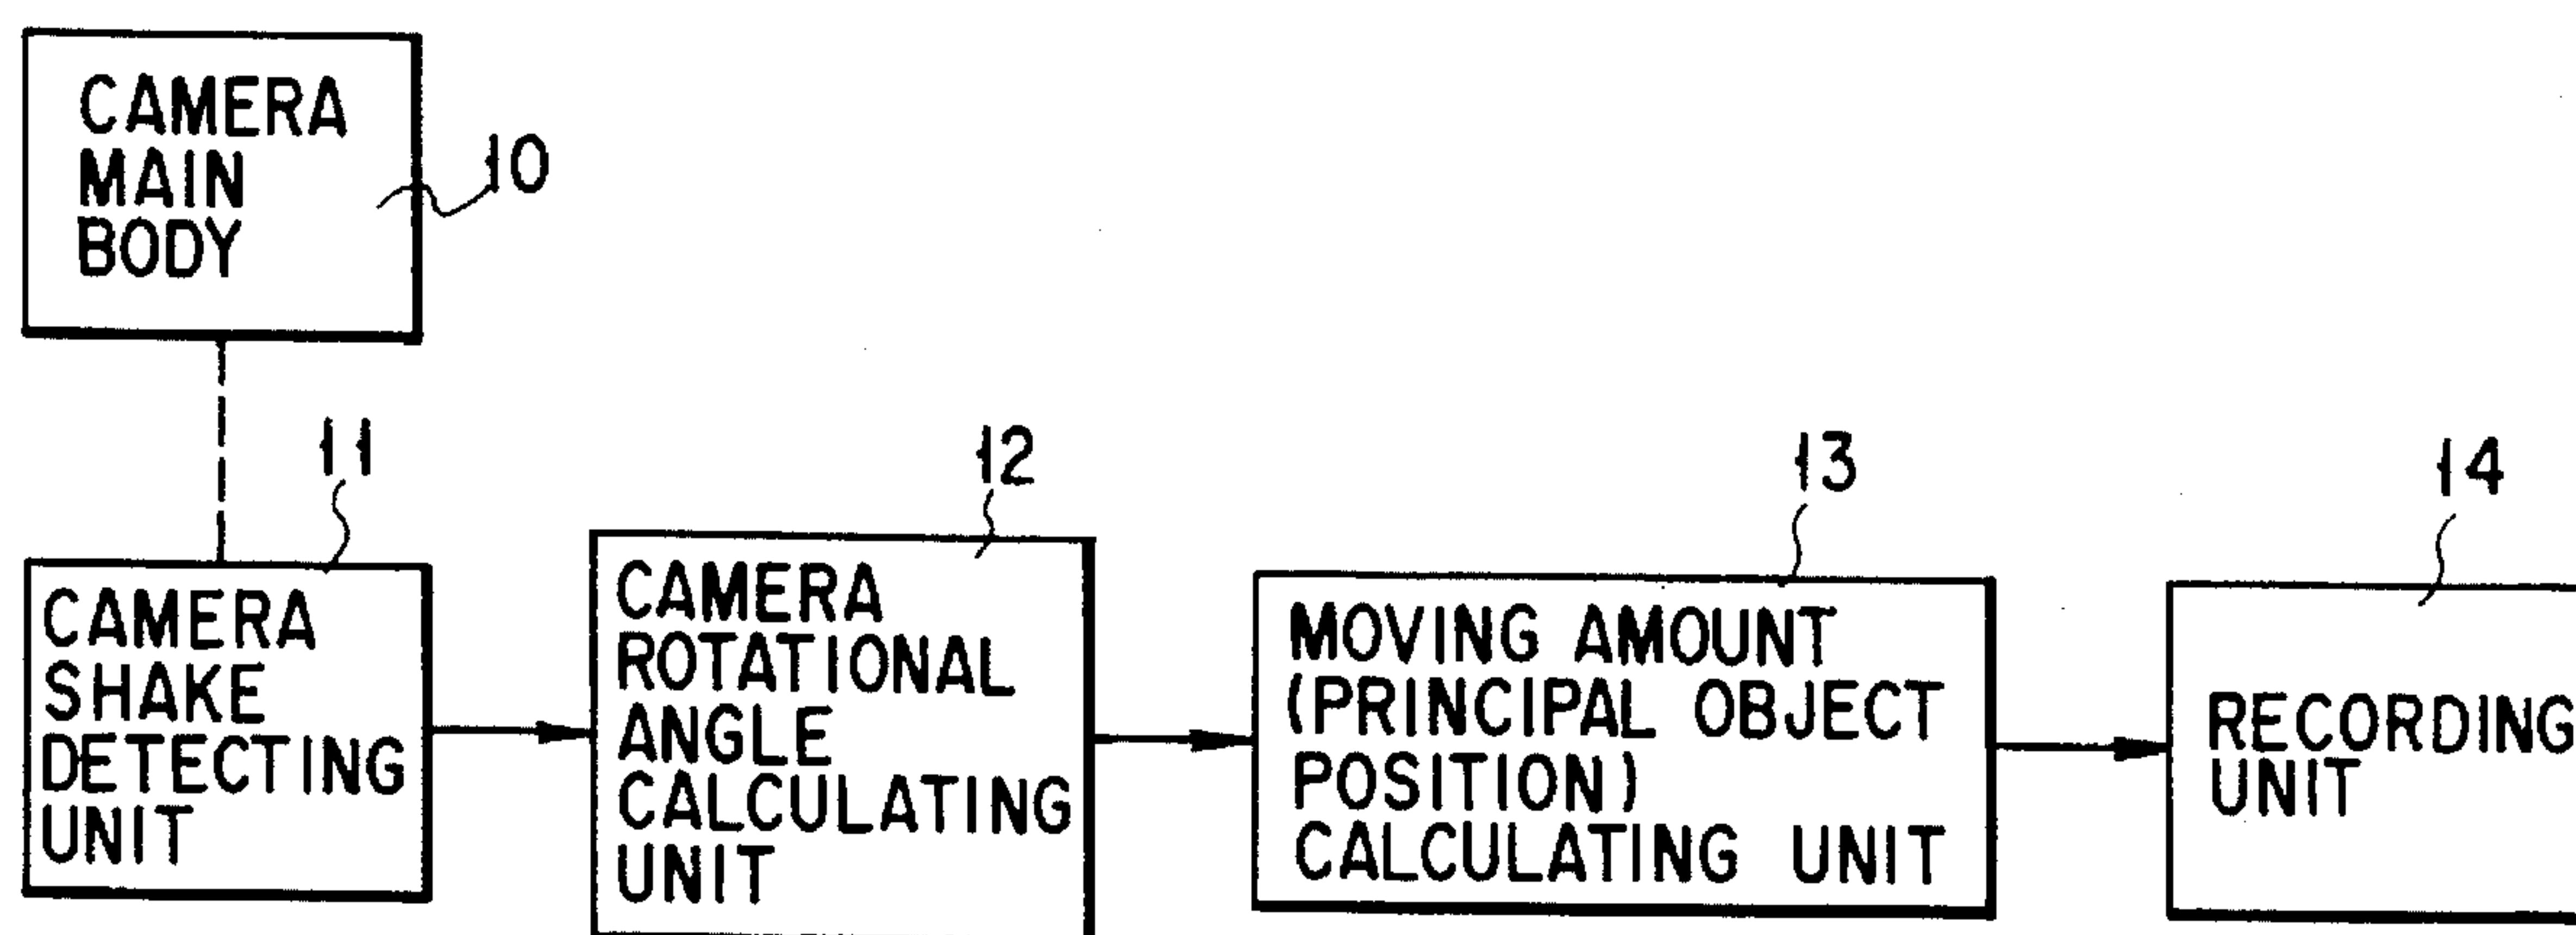 CAMERA
MAIN
BODY
10
11
CAMERA
SHAKE
DETECTING
UNIT
12
CAMERA
ROTATIONAL
ANGLE
CALCULATING
UNIT
13
MOVING AMOUNT
(PRINCIPAL OBJECT
POSITION)
CALCULATING UNIT
14
RECORDING
UNIT